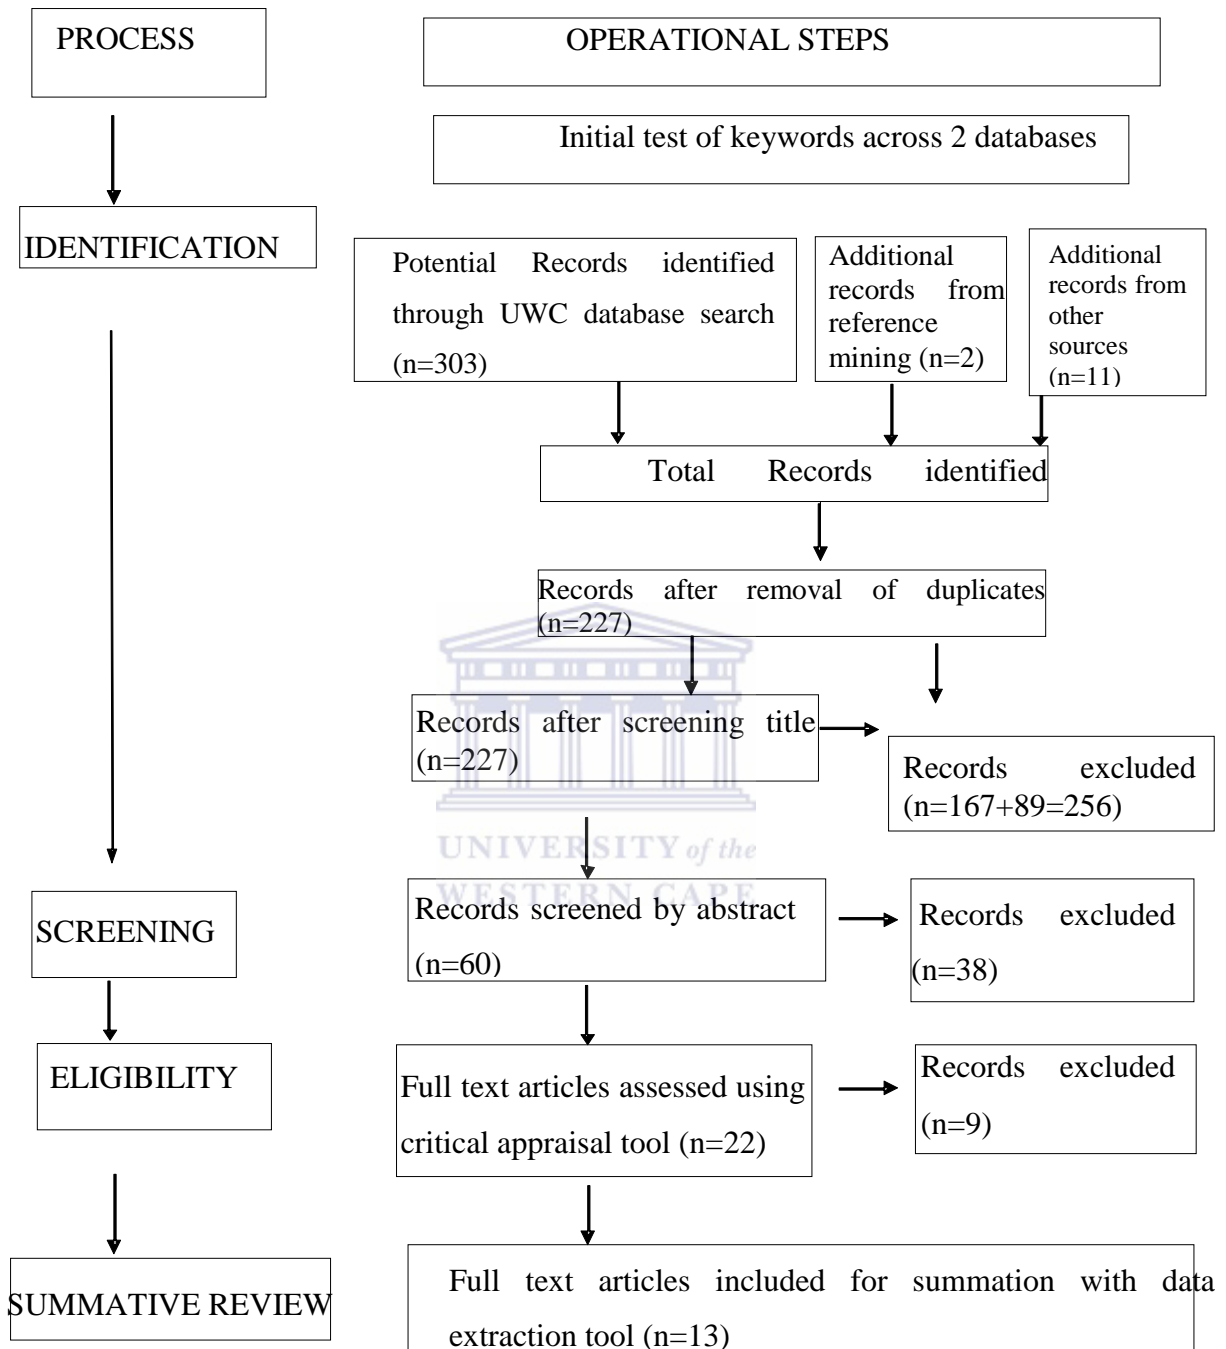 PROCESS
OPERATIONAL STEPS
Initial test of keywords across 2 databases
IDENTIFICATION
Potential Records identified
through UWC database search
(n=303)
Additional
records from
reference
mining (n=2)
Additional
records from
other
sources
(n=11)
Total Records identified
Records after removal of duplicates
(n=227)
Records after screening title
(n=227)
Records excluded
(n=167+89=256)
UNIVERSITY of the
WESTERN CAPE
SCREENING
Records screened by abstract
(n=60)
Records excluded
(n=38)
ELIGIBILITY
Full text articles assessed using
critical appraisal tool (n=22)
Records excluded
(n=9)
SUMMATIVE REVIEW
Full text articles included for summation with data
extraction tool (n=13)